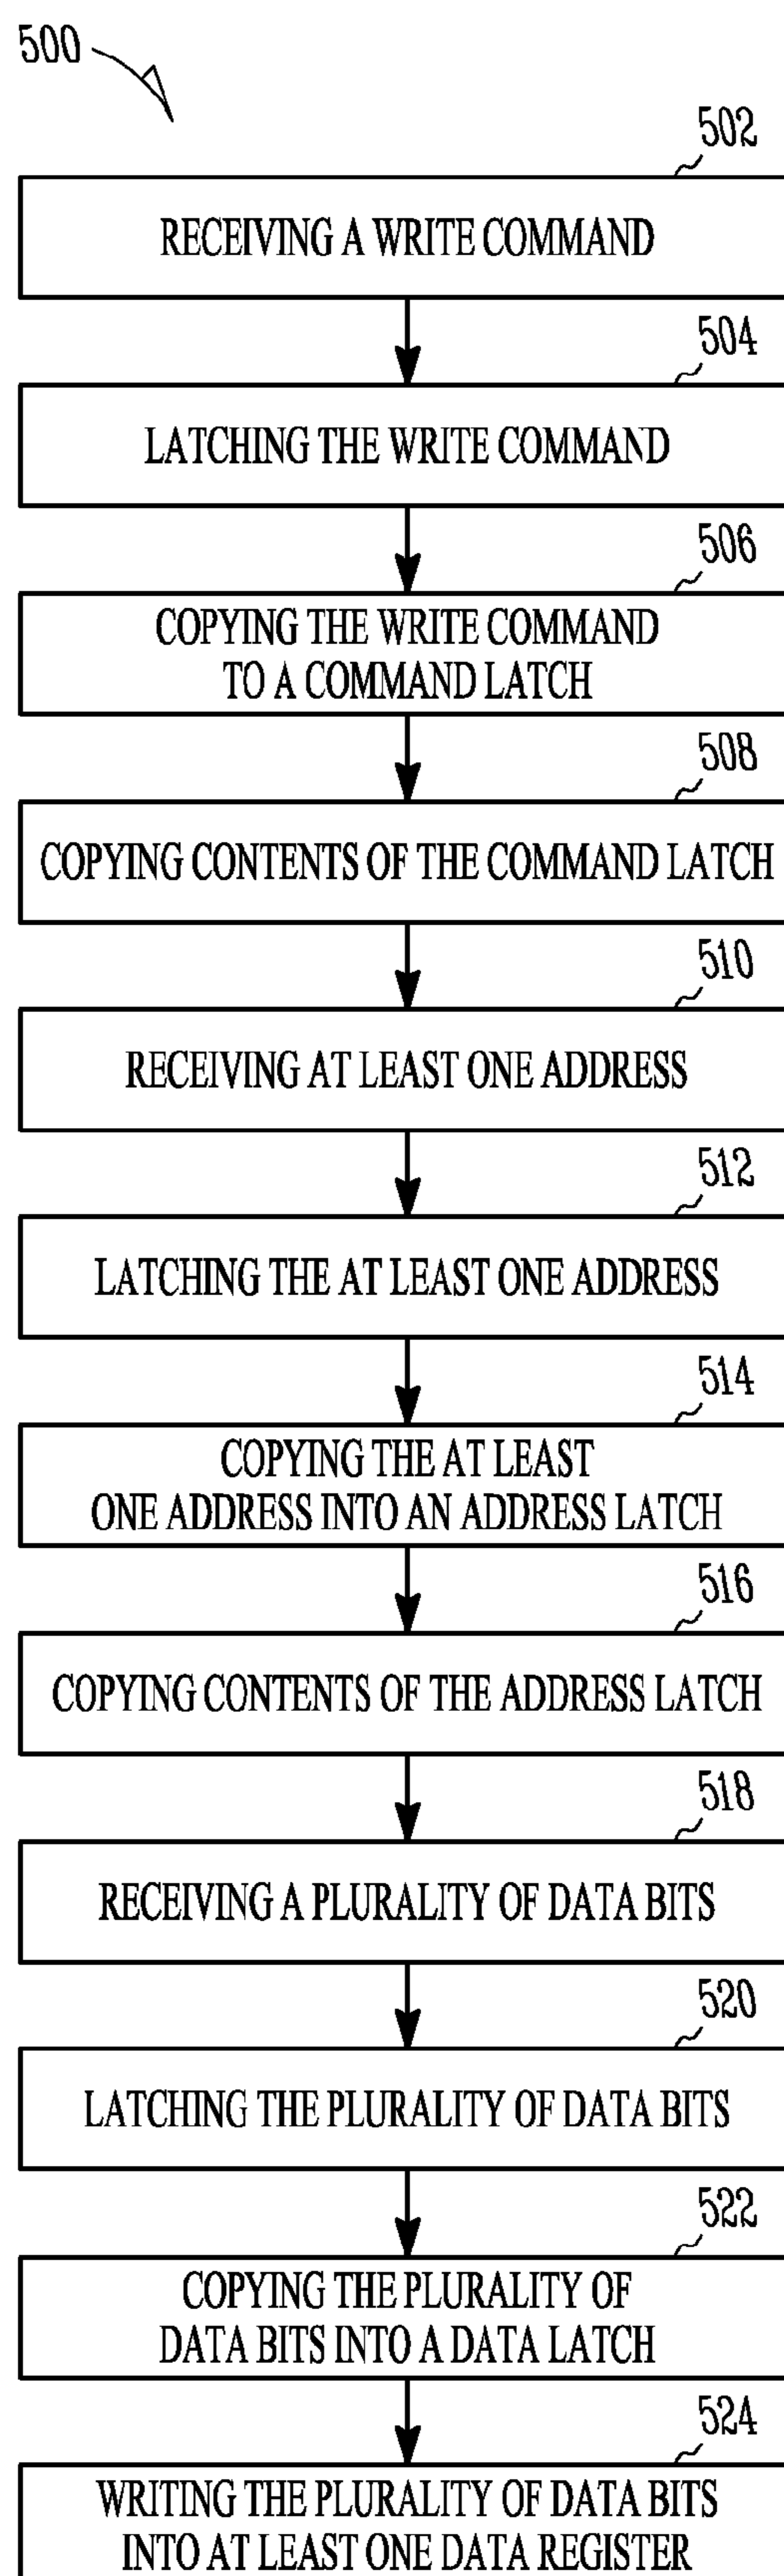 500
502
RECEIVING A WRITE COMMAND
504
LATCHING THE WRITE COMMAND
506
COPYING THE WRITE COMMAND
TO A COMMAND LATCH
508
COPYING CONTENTS OF THE COMMAND LATCH
510
RECEIVING AT LEAST ONE ADDRESS
512
LATCHING THE AT LEAST ONE ADDRESS
514
COPYING THE AT LEAST
ONE ADDRESS INTO AN ADDRESS LATCH
516
COPYING CONTENTS OF THE ADDRESS LATCH
518
RECEIVING A PLURALITY OF DATA BITS
520
LATCHING THE PLURALITY OF DATA BITS
522
COPYING THE PLURALITY OF
DATA BITS INTO A DATA LATCH
524
WRITING THE PLURALITY OF DATA BITS
INTO AT LEAST ONE DATA REGISTER